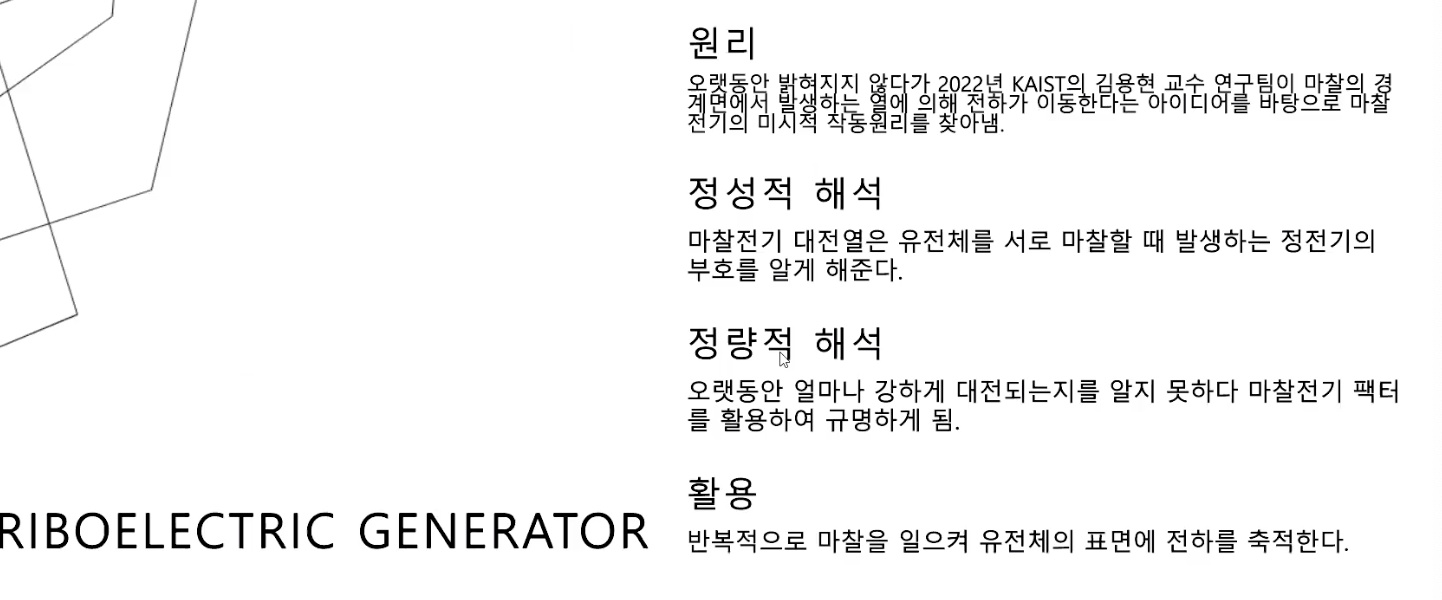 원리
오랫동안 밝혀지지 않다가 2022년 KAIST의 김용현 교수 연구팀이 마찰의 경
계면에서 발생하는 열에 의해 전하가 이동한다는 아이디어를 바탕으로 마찰
전기의 미시적 작동원리를 찾아냄.
정성적 해석
마찰전기 대전열은 유전체를 서로 마찰할 때 발생하는 정전기의
부호를 알게 해준다.
정량적 해석
오랫동안 얼마나 강하게 대전되는지를 알지 못하다 마찰전기 팩터
를 활용하여 규명하게 됨.
활용
반복적으로 마찰을 일으켜 유전체의 표면에 전하를 축적한다.
RIBOELECTRIC GENERATOR